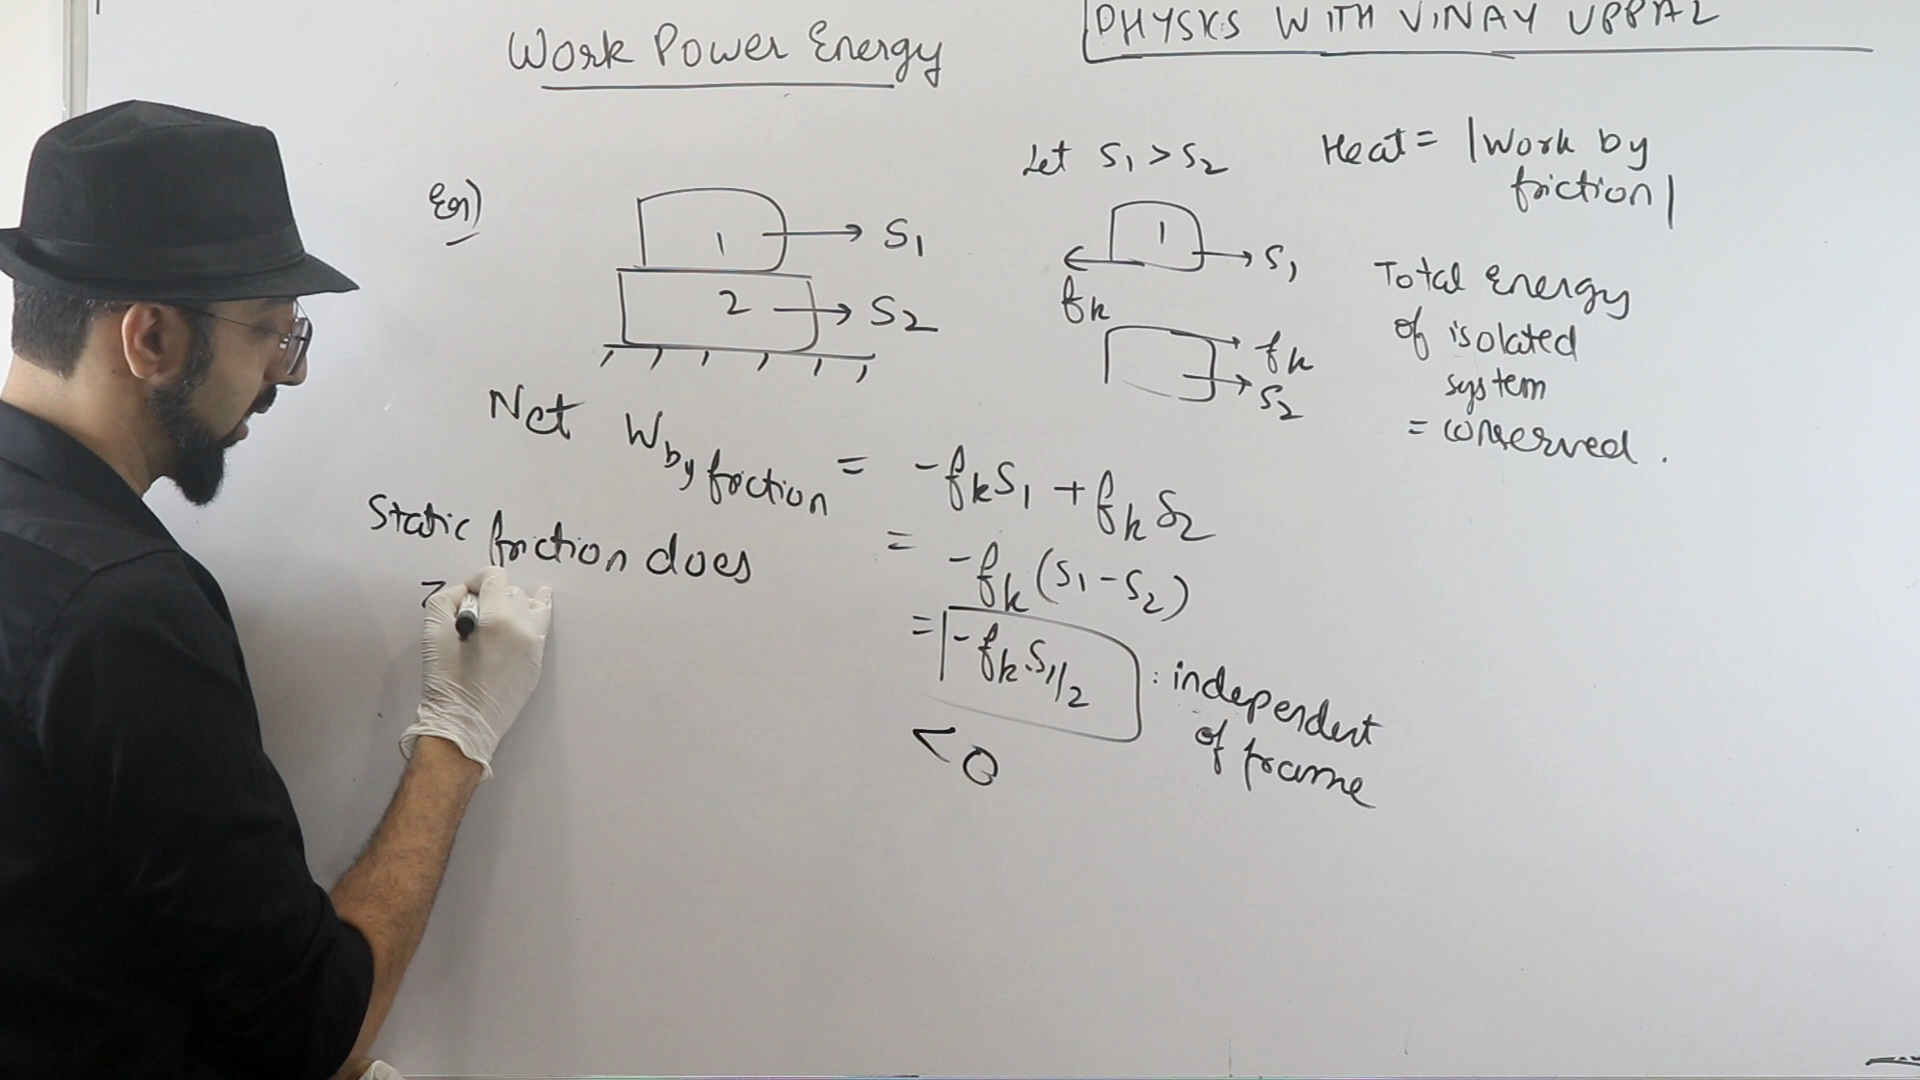 Work Power Energy
PHYSICS WITH VINAY UPPAL
Eg)
1
S1
2
S2
Let S1 > S2
1
S1
fk
fk
S2
Heat = |Work by
friction|
Total Energy
of isolated
system
= conserved.
Net W by friction = -fkS1 + fkS2
= -fk(S1-S2)
= -fkS1/2 : independent
of frame
< 0
Static friction does